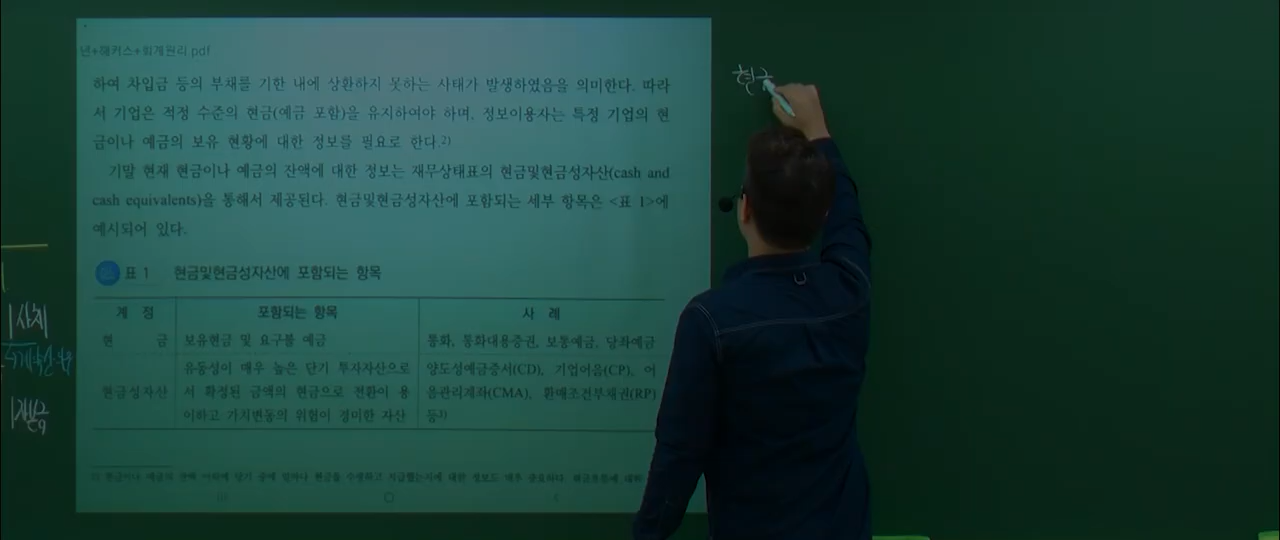 년+해커스+회계원리.pdf
하여 차입금 등의 부채를 기한 내에 상환하지 못하는 사태가 발생하였음을 의미한다. 따라
서 기업은 적정 수준의 현금(예금 포함)을 유지하여야 하며, 정보이용자는 특정 기업의 현
금이나 예금의 보유 현황에 대한 정보를 필요로 한다.2)
기말 현재 현금이나 예금의 잔액에 대한 정보는 재무상태표의 현금및현금성자산(cash and
cash equivalents)을 통해서 제공된다. 현금및현금성자산에 포함되는 세부 항목은 <표 1>에
예시되어 있다.
표 1 현금및현금성자산에 포함되는 항목
계 정 포함되는 항목 사 례
현 금 보유현금 및 요구불 예금 통화, 통화대용증권, 보통예금, 당좌예금
유동성이 매우 높은 단기 투자자산으로 양도성예금증서(CD), 기업어음(CP), 어
현금성자산 서 확정된 금액의 현금으로 전환이 용 음관리계좌(CMA), 환매조건부채권(RP)
이하고 가치변동의 위험이 경미한 자산 등3)
현금
사채